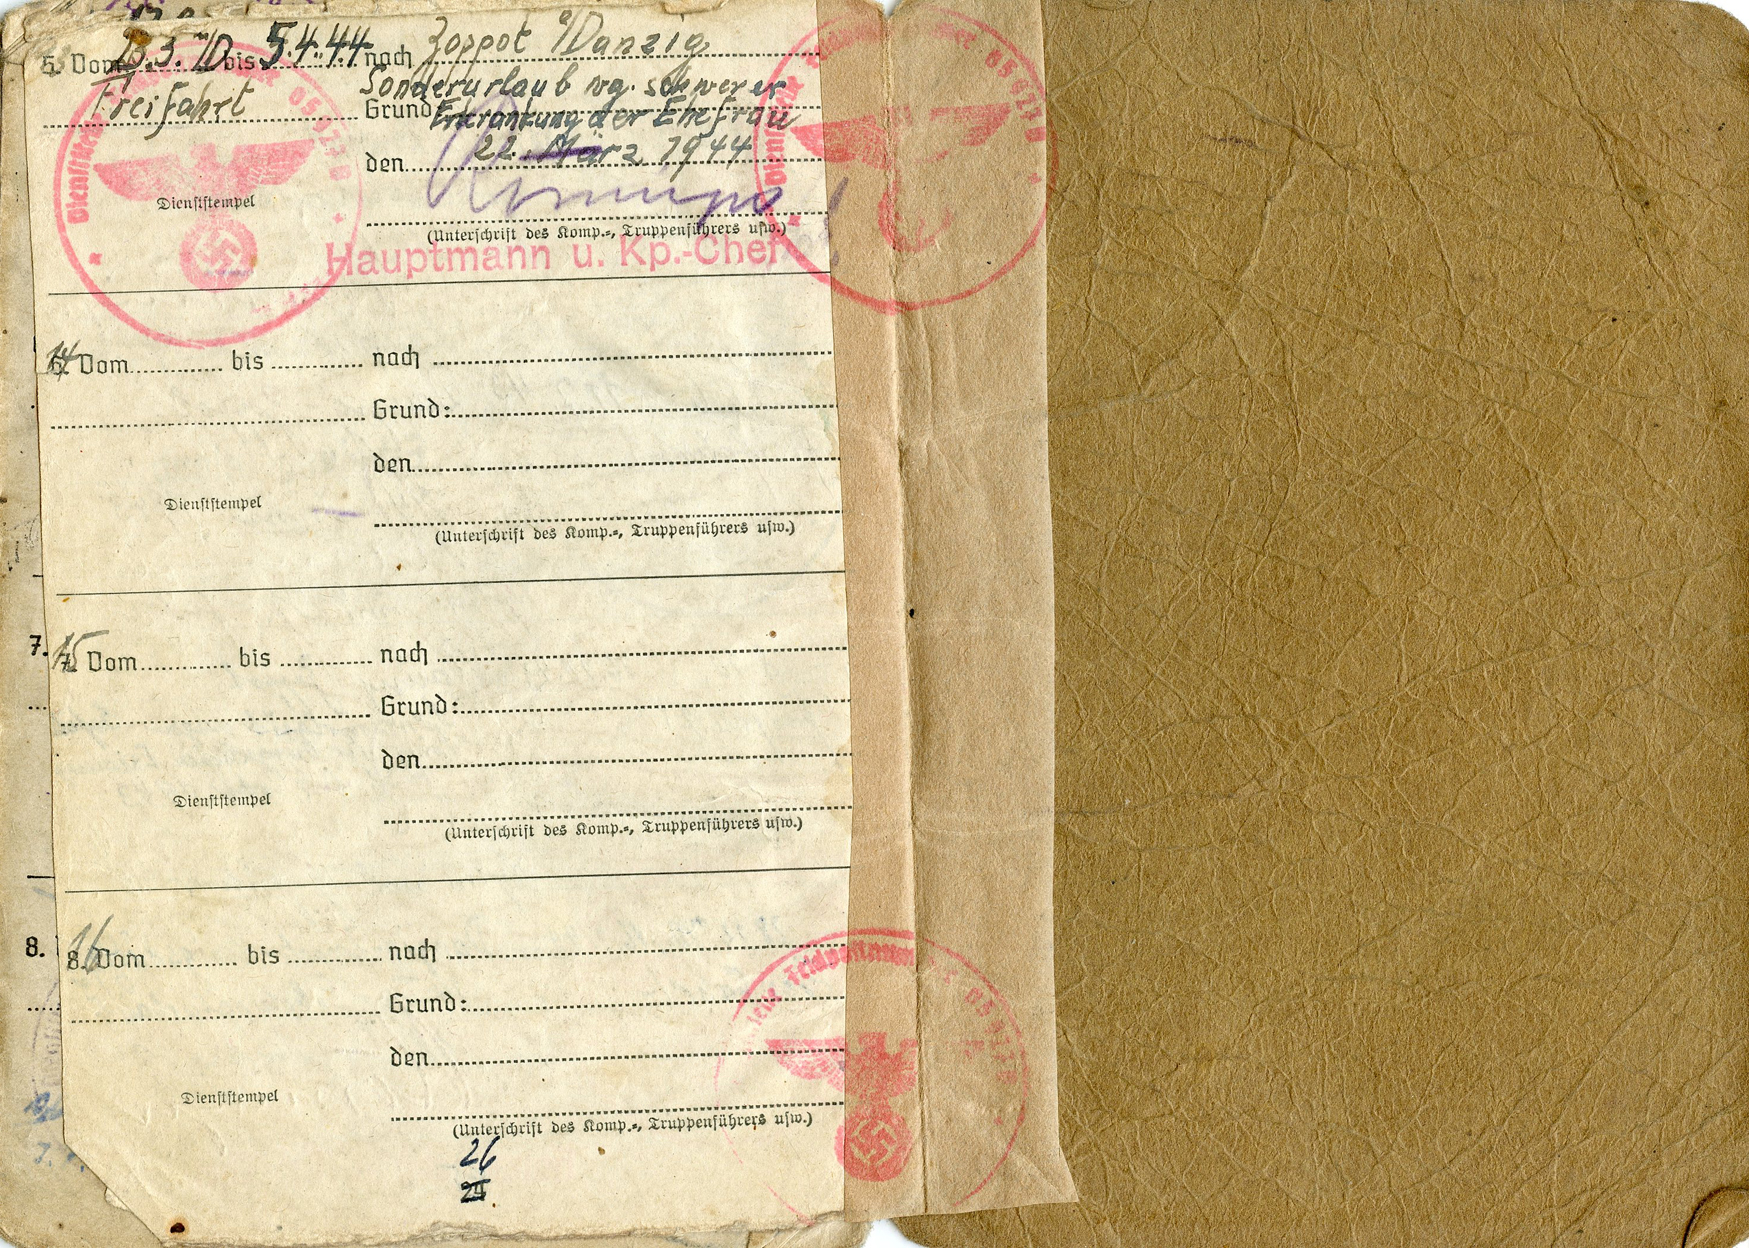 5. Vom 23.3. bis 5.4.44 nach Zoppot /Danzig
Freifahrt Grund: Sonderurlaub wg. schwerer
Erkrankung der Ehefrau
den 22. März 1944
Dienststempel
(Unterschrift des Komp.-, Truppenführers usw.)
Hauptmann u. Kp.-Chef
14 Vom bis nach
Grund:
den
Dienststempel
(Unterschrift des Komp.-, Truppenführers usw.)
7.
15 7. Vom bis nach
Grund:
den
Dienststempel
(Unterschrift des Komp.-, Truppenführers usw.)
8.
16 8. Vom bis nach
Grund:
den
Dienststempel
(Unterschrift des Komp.-, Truppenführers usw.)
26